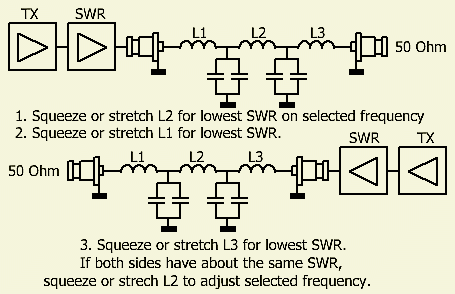 TX SWR
L1 L2 L3
50 Ohm
1. Squeeze or stretch L2 for lowest SWR on selected frequency
2. Squeeze or stretch L1 for lowest SWR.
SWR TX
L1 L2 L3
50 Ohm
3. Squeeze or stretch L3 for lowest SWR.
If both sides have about the same SWR,
squeeze or strech L2 to adjust selected frequency.